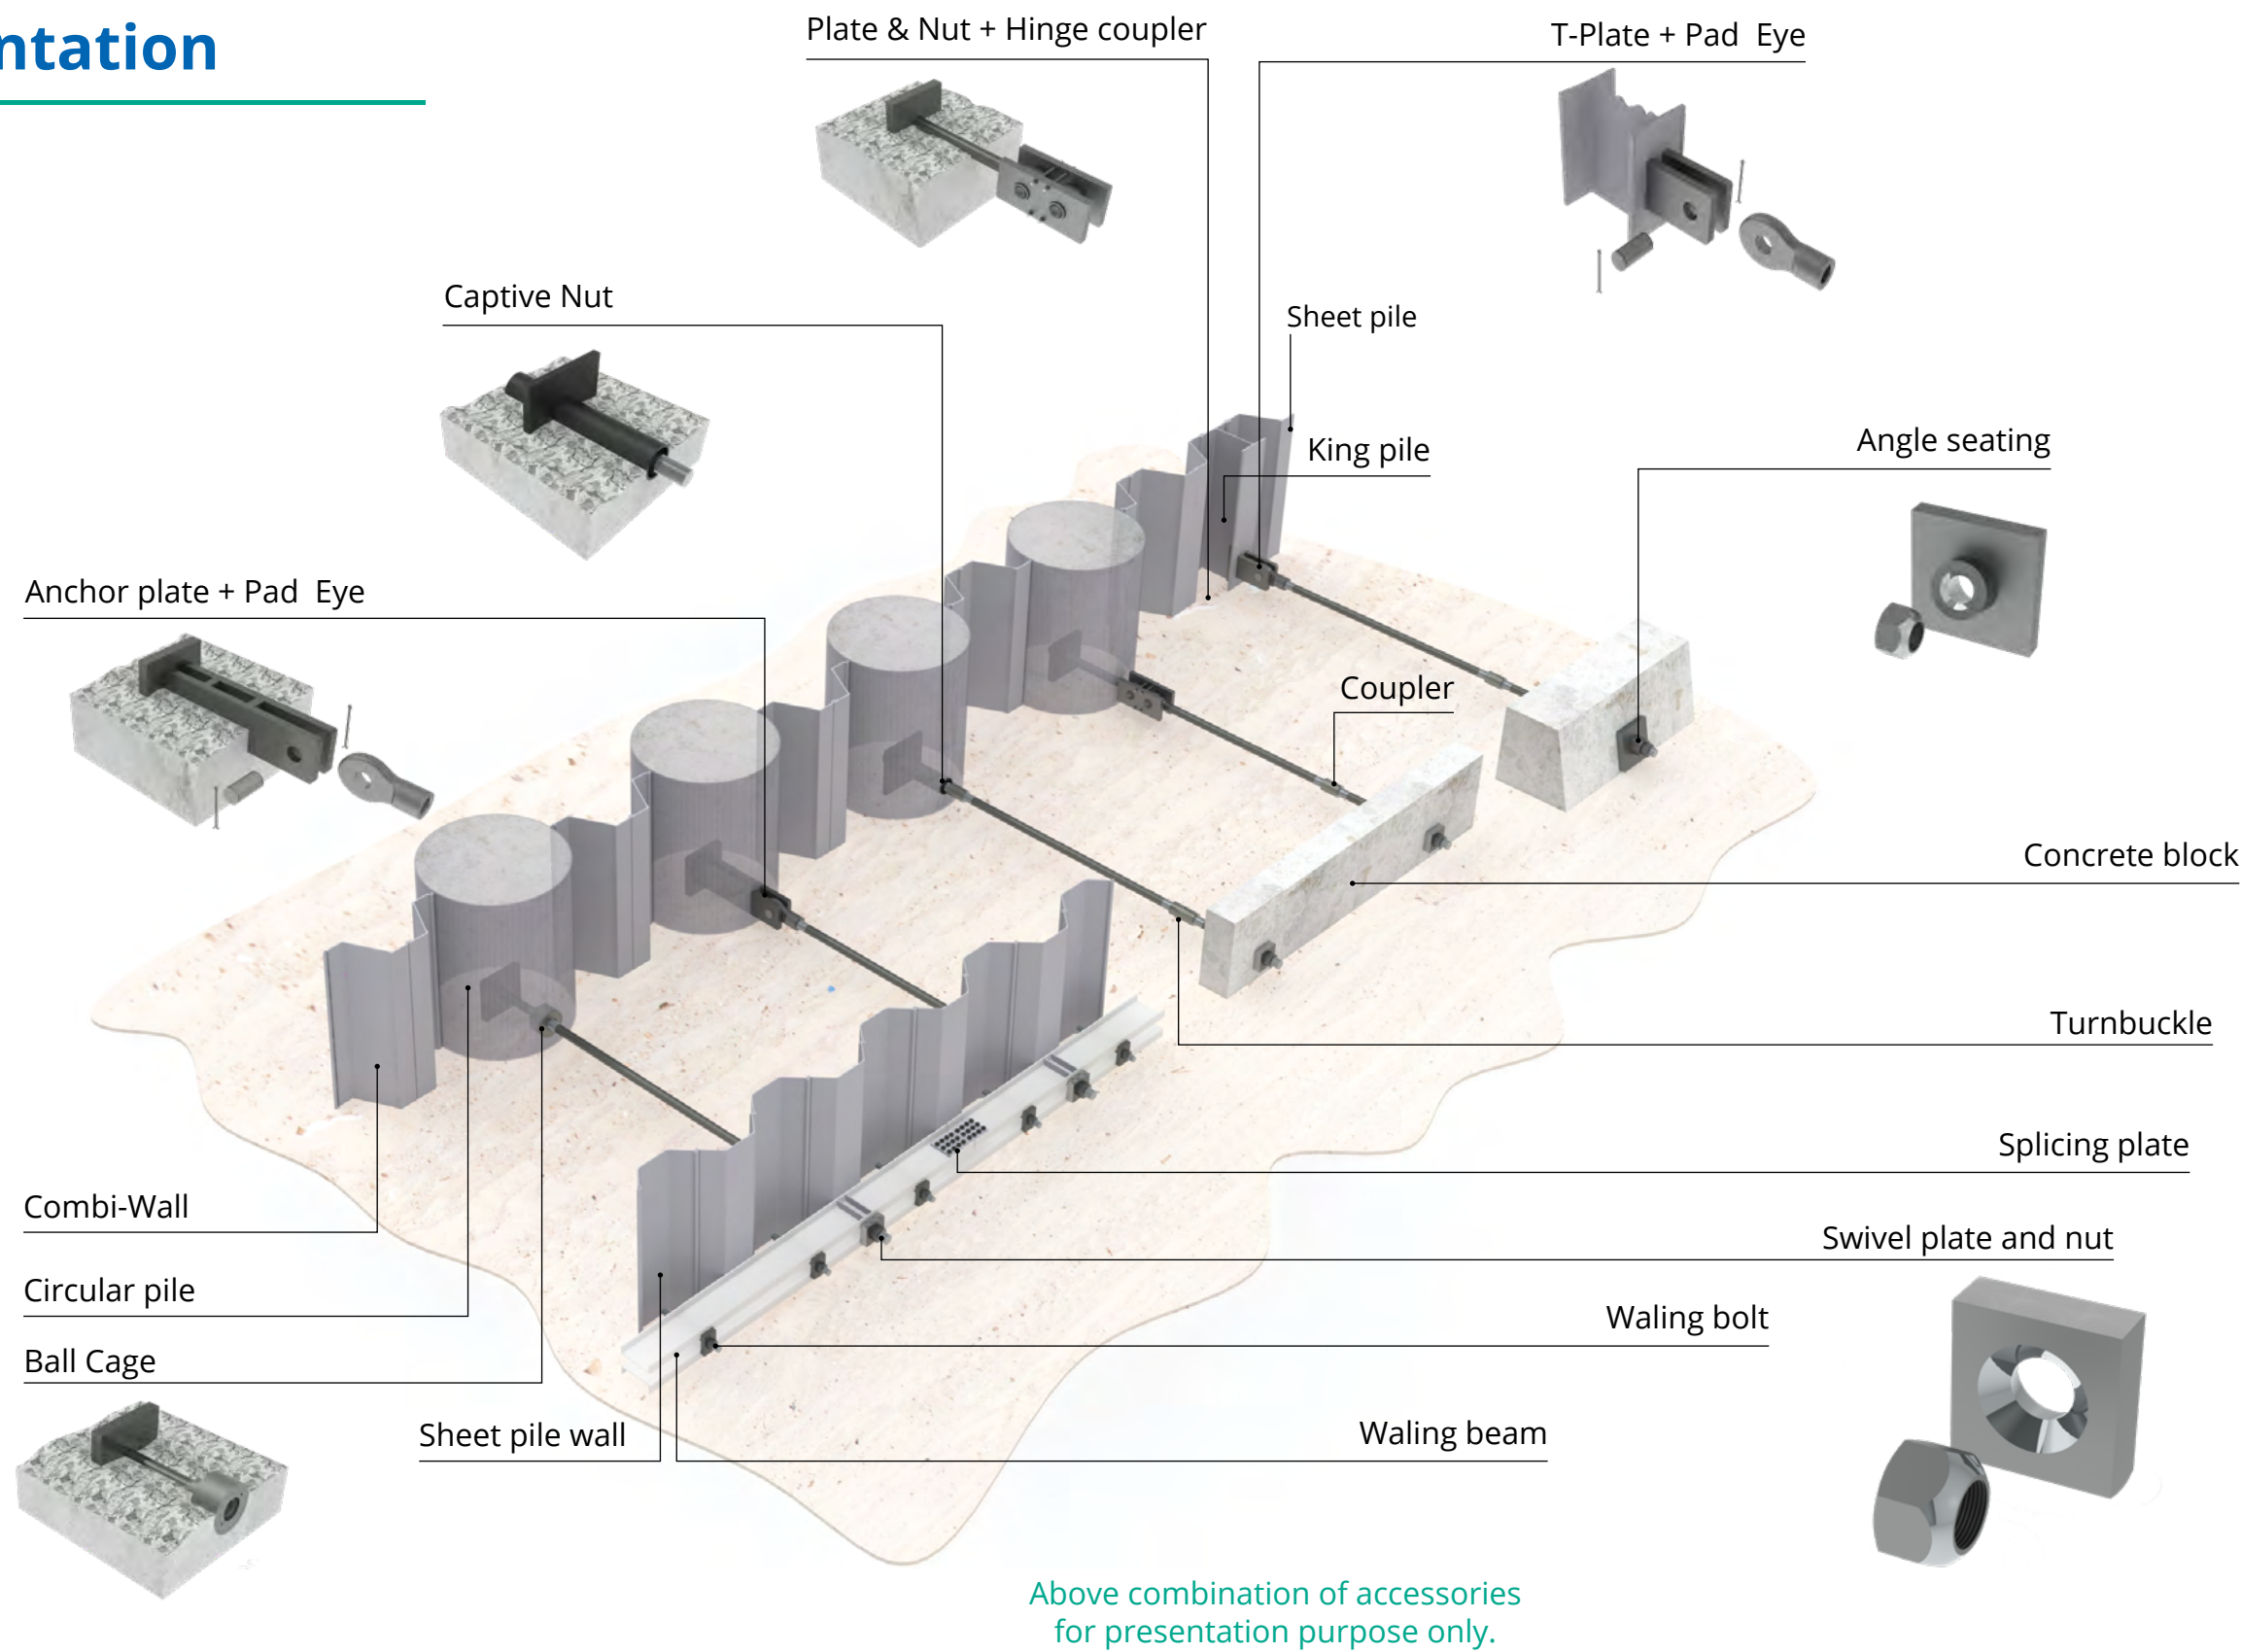 ntation
Plate & Nut + Hinge coupler
T-Plate + Pad Eye
Captive Nut
Sheet pile
King pile
Angle seating
Anchor plate + Pad Eye
Coupler
Concrete block
Turnbuckle
Splicing plate
Combi-Wall
Swivel plate and nut
Circular pile
Waling bolt
Ball Cage
Sheet pile wall
Waling beam
Above combination of accessories
for presentation purpose only.